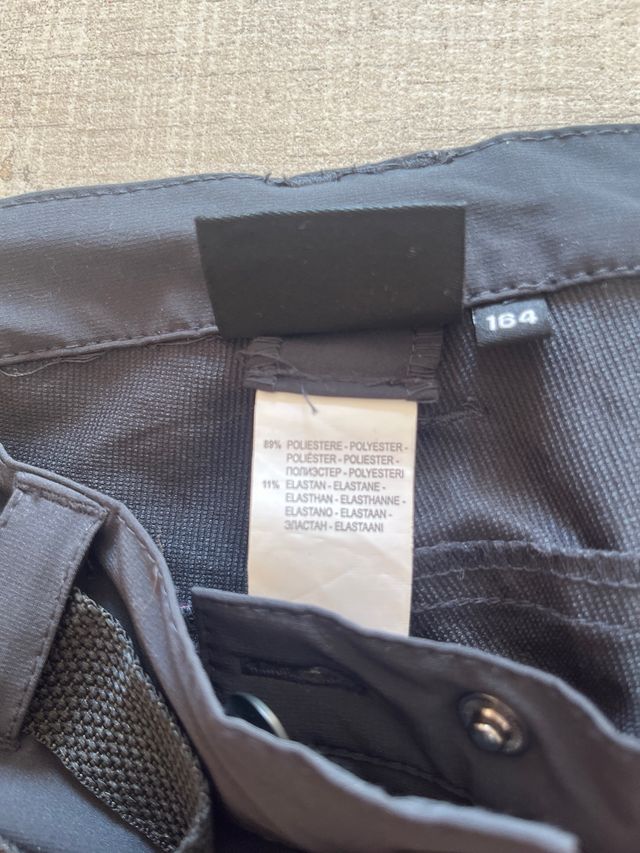 164
89% POLIESTERE - POLYESTER -
POLIÉSTER - POLIESTER -
ПОЛИЭСТЕР - POLYESTERI
11% ELASTAN - ELASTANE -
ELASTHAN - ELASTHANNE -
ELASTANO - ELASTAAN -
ЭЛАСТАН - ELASTAANI